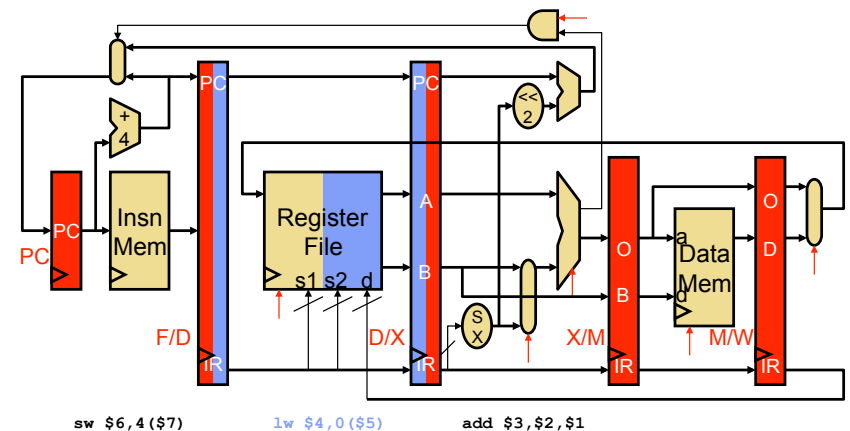 PC
PC
+
4
<<
2
PC
Insn
Mem
PC
Register
File
s1 s2 d
A
B
S
X
O
B
a
Data
Mem
d
O
D
F/D
D/X
X/M
M/W
IR
IR
IR
IR
sw $6,4($7)
lw $4,0($5)
add $3,$2,$1